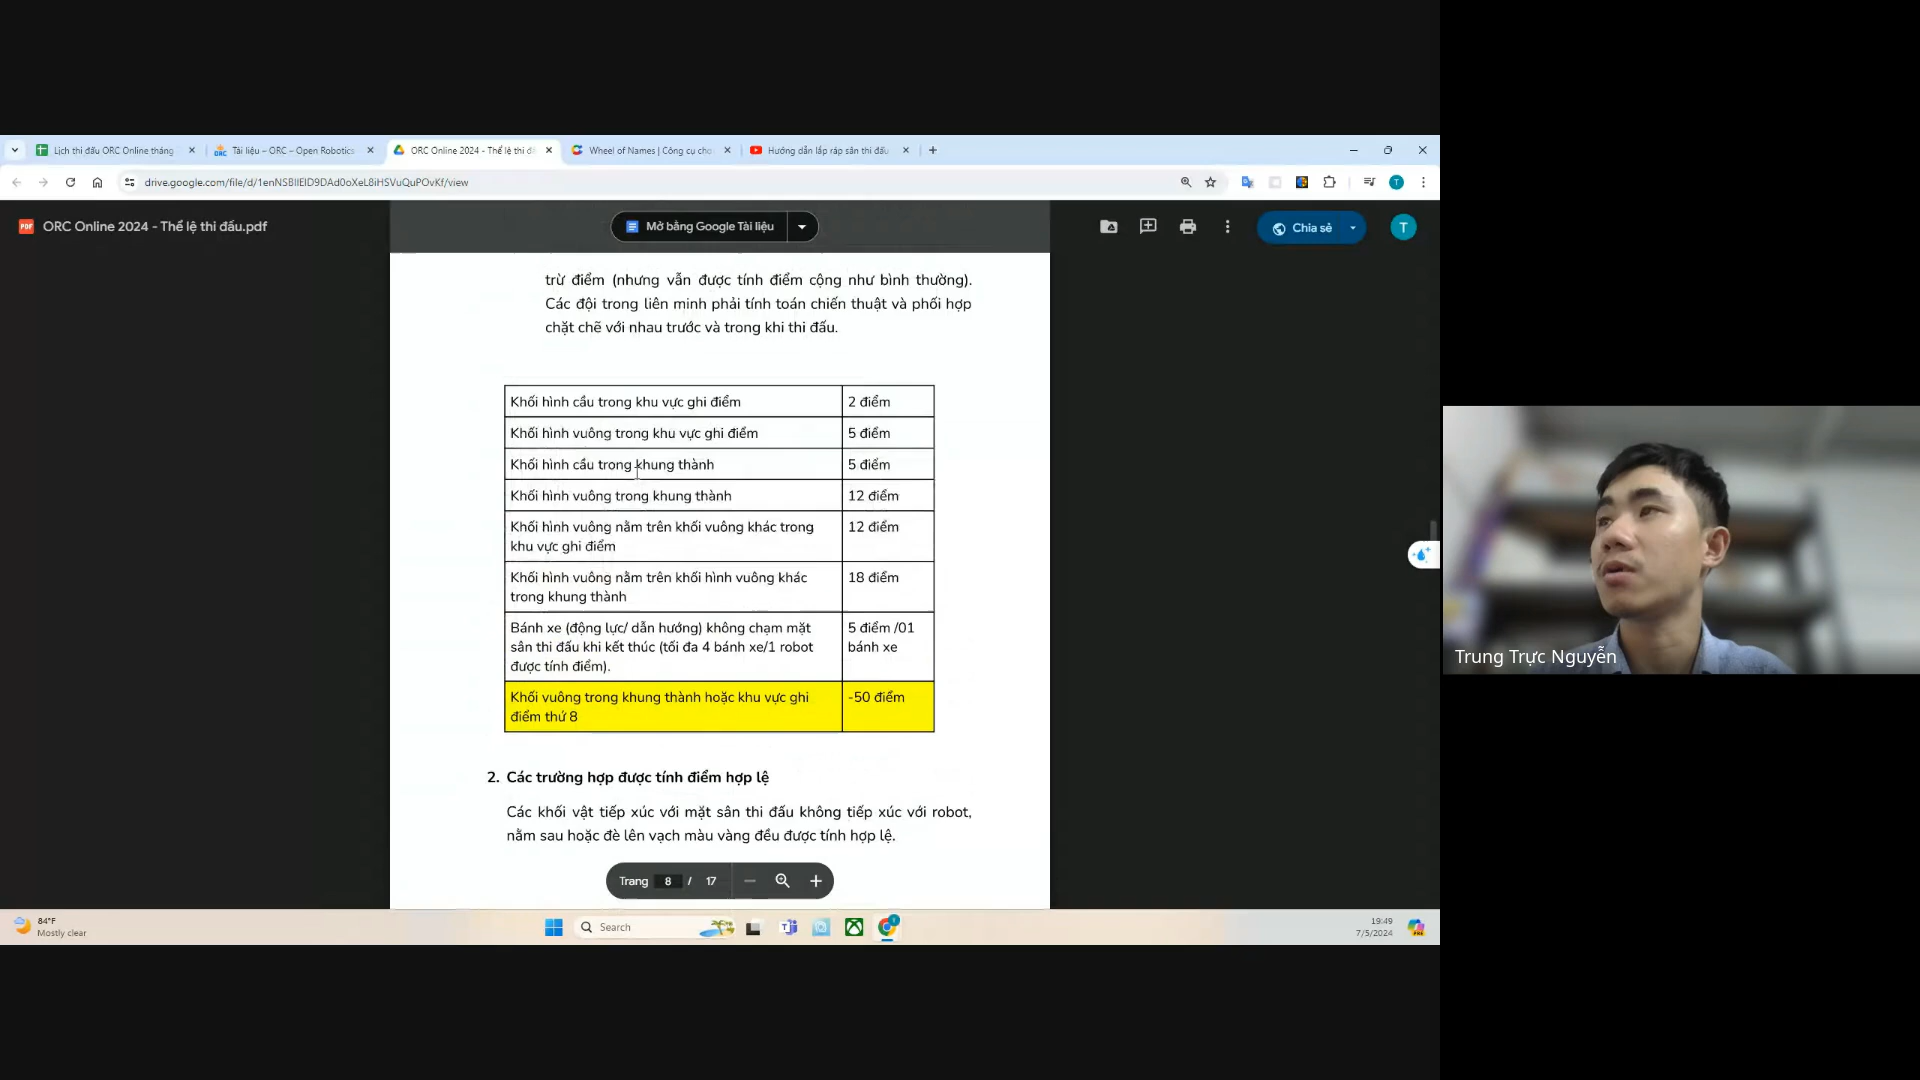 Lịch thi đấu ORC Online tháng
Tài liệu – ORC – Open Robotics
ORC Online 2024 - Thể lệ thi đấ
Wheel of Names | Công cụ cho
Hướng dẫn lắp ráp sân thi đấu
drive.google.com/file/d/1enNSBIlElD9DAd0oXeL8iHSVuQuPOvKf/view
PDF
ORC Online 2024 - Thể lệ thi đấu.pdf
Mở bằng Google Tài liệu
Chia sẻ
T
trừ điểm (nhưng vẫn được tính điểm cộng như bình thường).
Các đội trong liên minh phải tính toán chiến thuật và phối hợp
chặt chẽ với nhau trước và trong khi thi đấu.
Khối hình cầu trong khu vực ghi điểm
2 điểm
Khối hình vuông trong khu vực ghi điểm
5 điểm
Khối hình cầu trong khung thành
5 điểm
Khối hình vuông trong khung thành
12 điểm
Khối hình vuông nằm trên khối vuông khác trong
khu vực ghi điểm
12 điểm
Khối hình vuông nằm trên khối hình vuông khác
trong khung thành
18 điểm
Bánh xe (động lực/ dẫn hướng) không chạm mặt
sân thi đấu khi kết thúc (tối đa 4 bánh xe/1 robot
được tính điểm).
5 điểm /01
bánh xe
Khối vuông trong khung thành hoặc khu vực ghi
điểm thứ 8
-50 điểm
2. Các trường hợp được tính điểm hợp lệ
Các khối vật tiếp xúc với mặt sân thi đấu không tiếp xúc với robot,
nằm sau hoặc đè lên vạch màu vàng đều được tính hợp lệ.
Trang 8 / 17
Trung Trực Nguyễn
84°F
Mostly clear
Search
19:49
7/5/2024